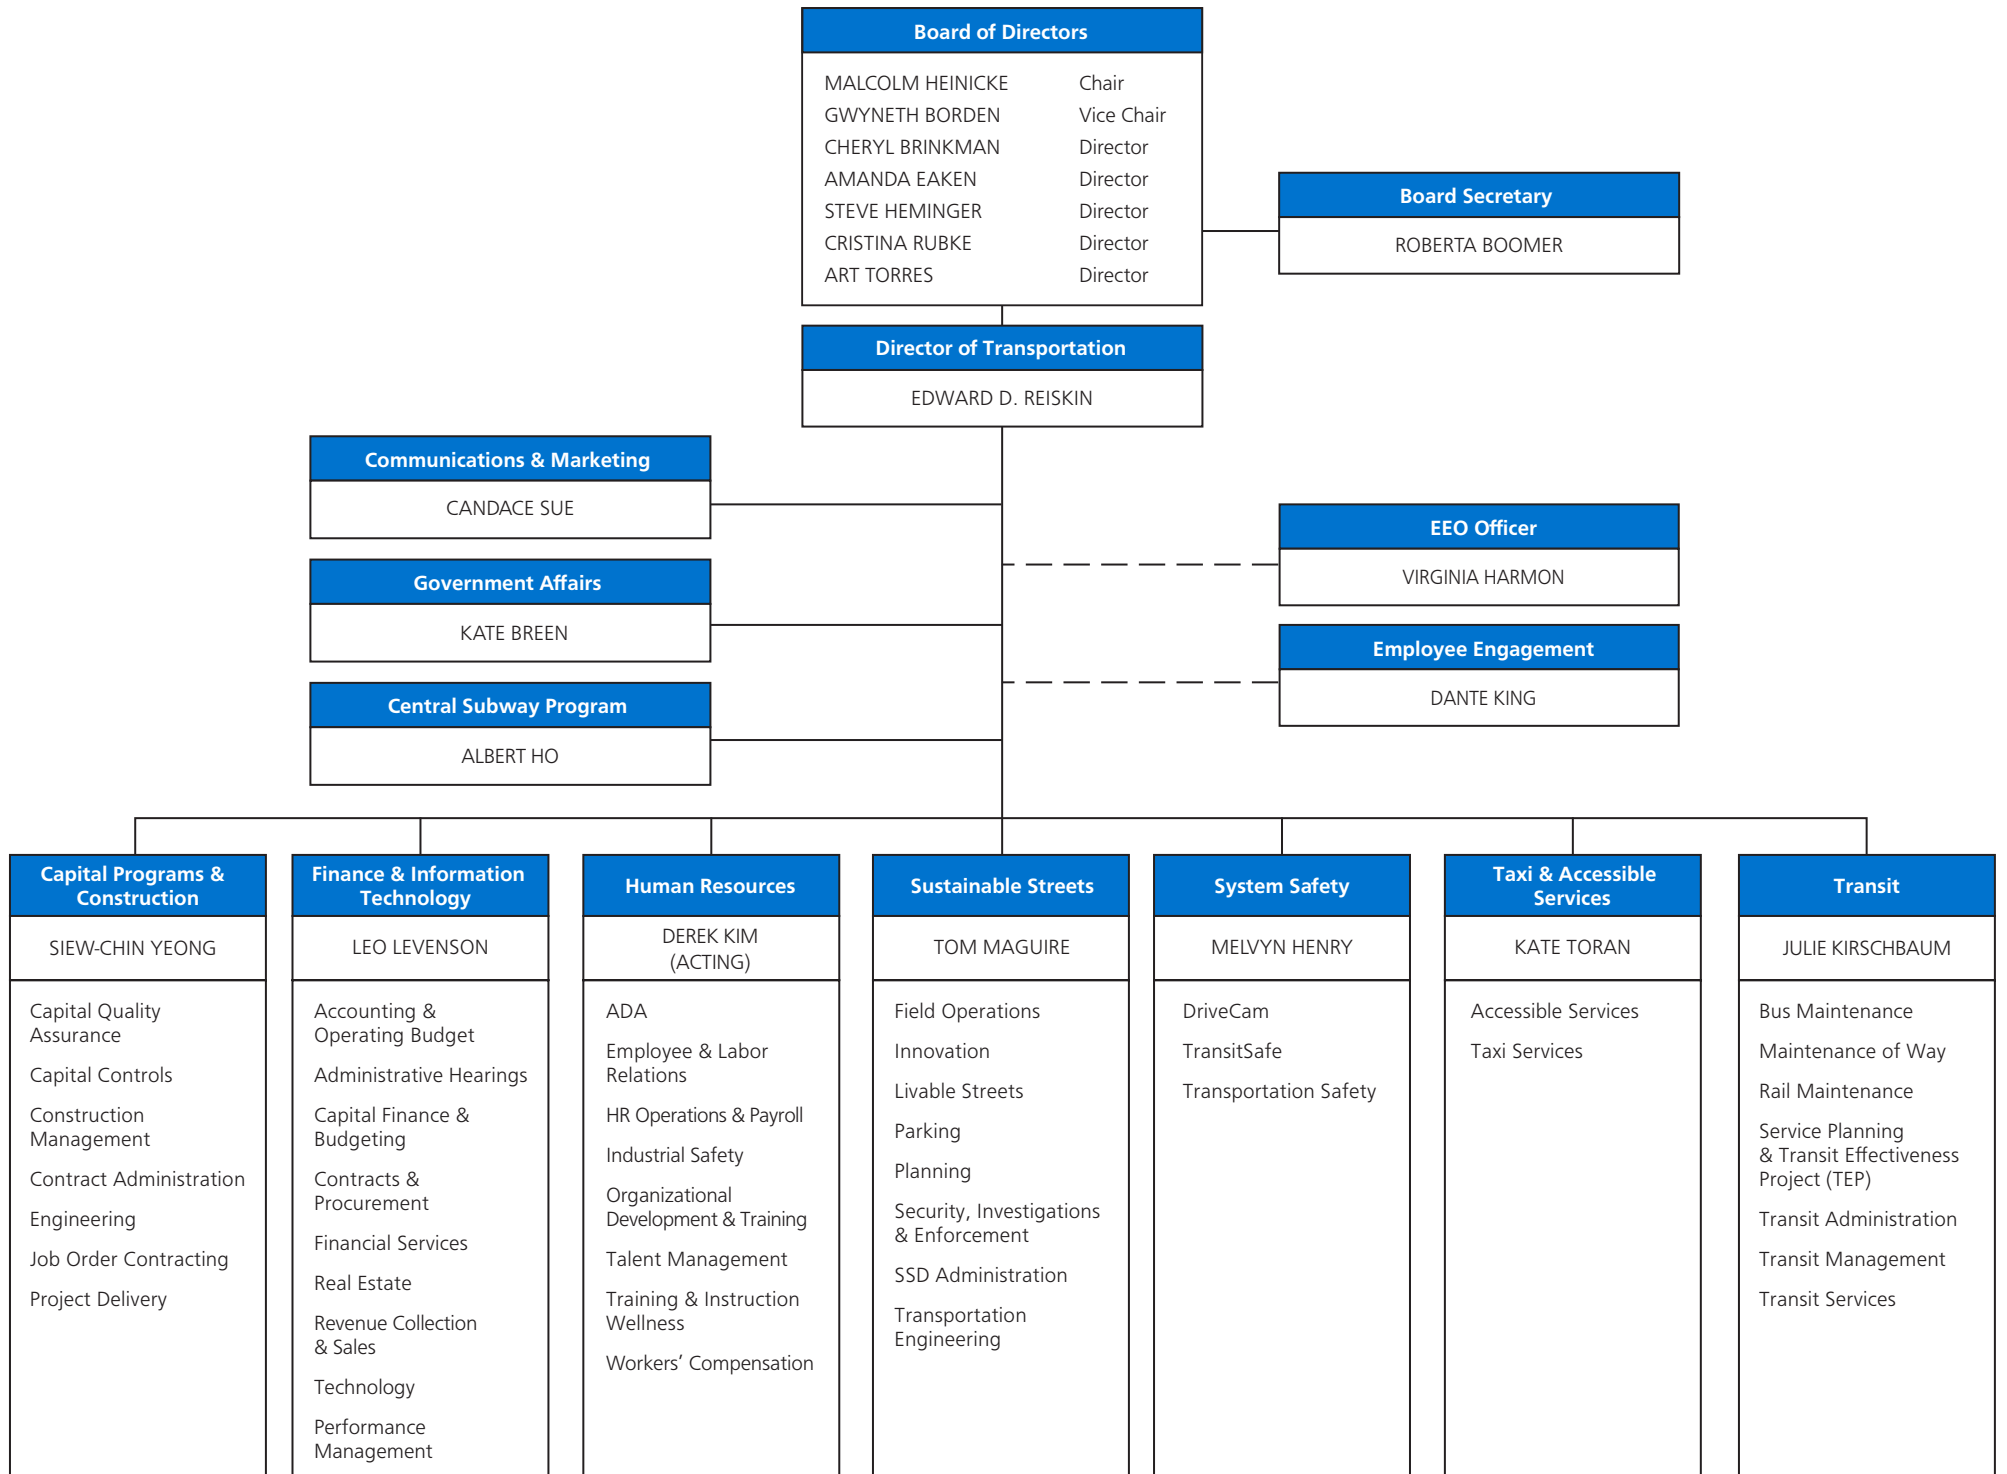 Board of Directors
MALCOLM HEINICKE Chair
GWYNETH BORDEN Vice Chair
CHERYL BRINKMAN Director
AMANDA EAKEN Director
STEVE HEMINGER Director
CRISTINA RUBKE Director
ART TORRES Director
Board Secretary
ROBERTA BOOMER
Director of Transportation
EDWARD D. REISKIN
Communications & Marketing
CANDACE SUE
Government Affairs
KATE BREEN
Central Subway Program
ALBERT HO
EEO Officer
VIRGINIA HARMON
Employee Engagement
DANTE KING
Capital Programs &
Construction
SIEW-CHIN YEONG
Capital Quality
Assurance
Capital Controls
Construction
Management
Contract Administration
Engineering
Job Order Contracting
Project Delivery
Finance & Information
Technology
LEO LEVENSON
Accounting &
Operating Budget
Administrative Hearings
Capital Finance &
Budgeting
Contracts &
Procurement
Financial Services
Real Estate
Revenue Collection
& Sales
Technology
Performance
Management
Human Resources
DEREK KIM
(ACTING)
ADA
Employee & Labor
Relations
HR Operations & Payroll
Industrial Safety
Organizational
Development & Training
Talent Management
Training & Instruction
Wellness
Workers’ Compensation
Sustainable Streets
TOM MAGUIRE
Field Operations
Innovation
Livable Streets
Parking
Planning
Security, Investigations
& Enforcement
SSD Administration
Transportation
Engineering
System Safety
MELVYN HENRY
DriveCam
TransitSafe
Transportation Safety
Taxi & Accessible
Services
KATE TORAN
Accessible Services
Taxi Services
Transit
JULIE KIRSCHBAUM
Bus Maintenance
Maintenance of Way
Rail Maintenance
Service Planning
& Transit Effectiveness
Project (TEP)
Transit Administration
Transit Management
Transit Services